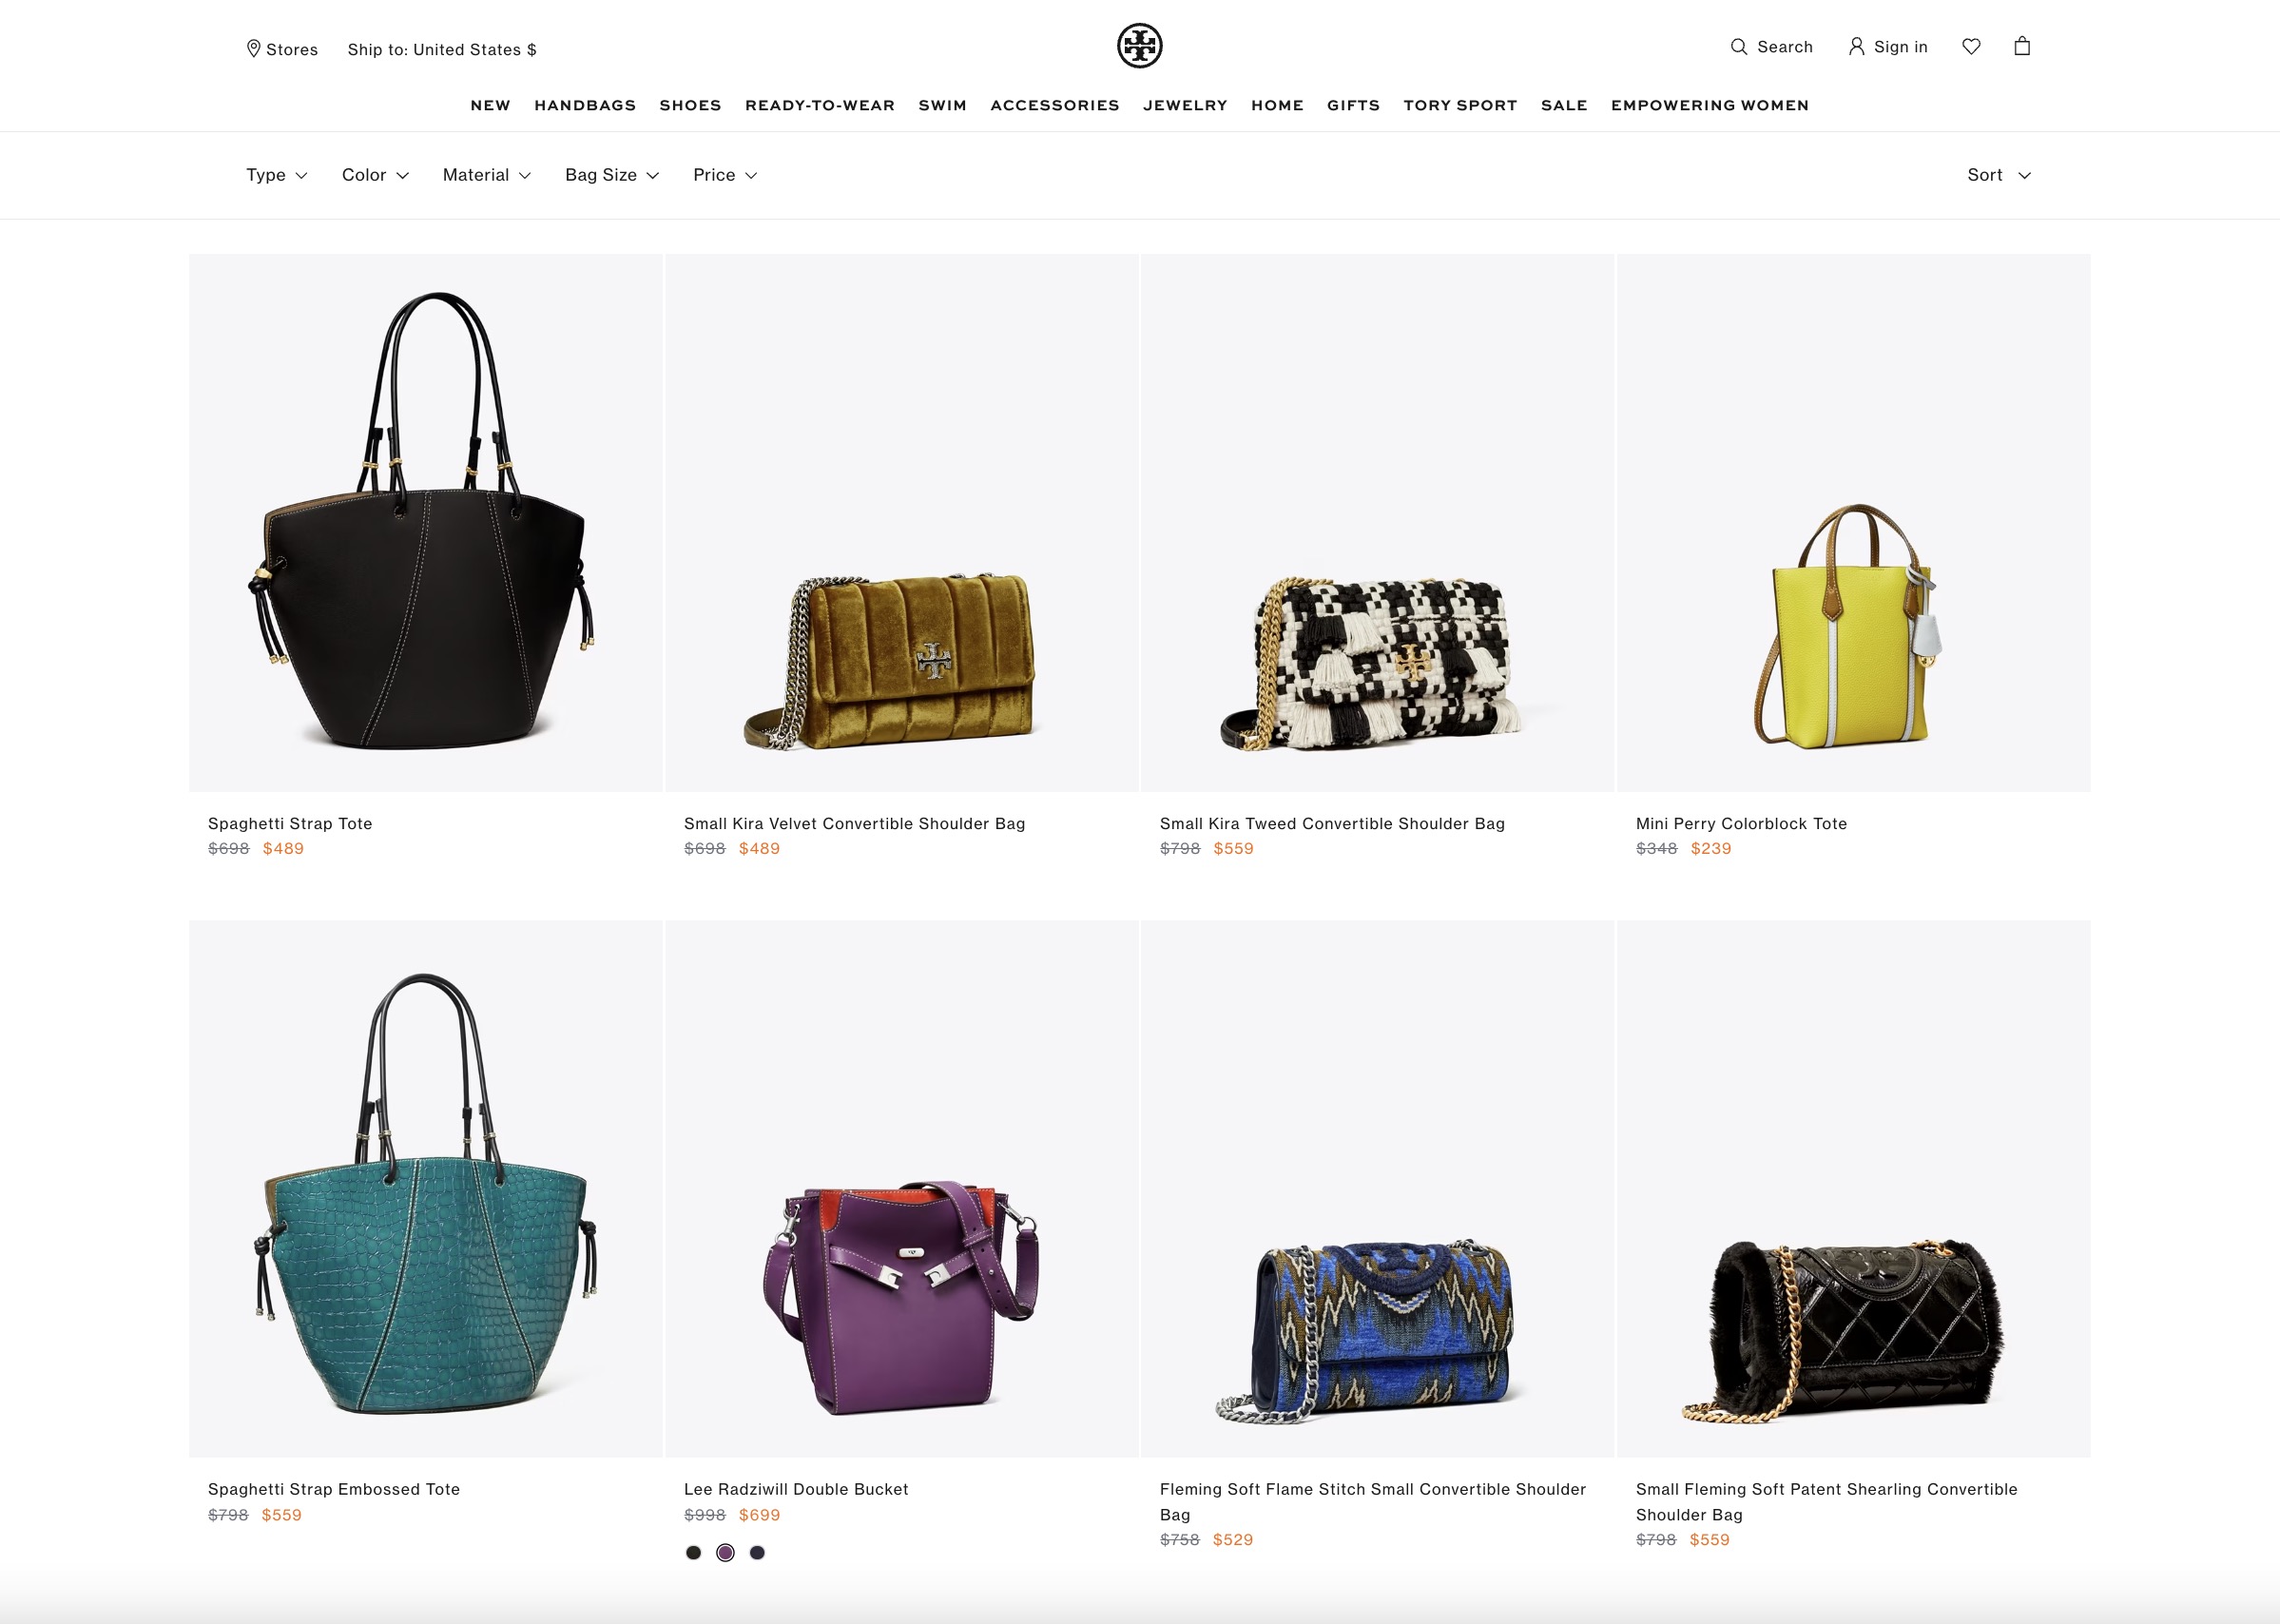 Stores Ship to: United States $ Search Sign in
NEW HANDBAGS SHOES READY-TO-WEAR SWIM ACCESSORIES JEWELRY HOME GIFTS TORY SPORT SALE EMPOWERING WOMEN
Type Color Material Bag Size Price Sort
Spaghetti Strap Tote
$698 $489
Small Kira Velvet Convertible Shoulder Bag
$698 $489
Small Kira Tweed Convertible Shoulder Bag
$798 $559
Mini Perry Colorblock Tote
$348 $239
Spaghetti Strap Embossed Tote
$798 $559
Lee Radziwill Double Bucket
$998 $699
Fleming Soft Flame Stitch Small Convertible Shoulder
Bag
$758 $529
Small Fleming Soft Patent Shearling Convertible
Shoulder Bag
$798 $559